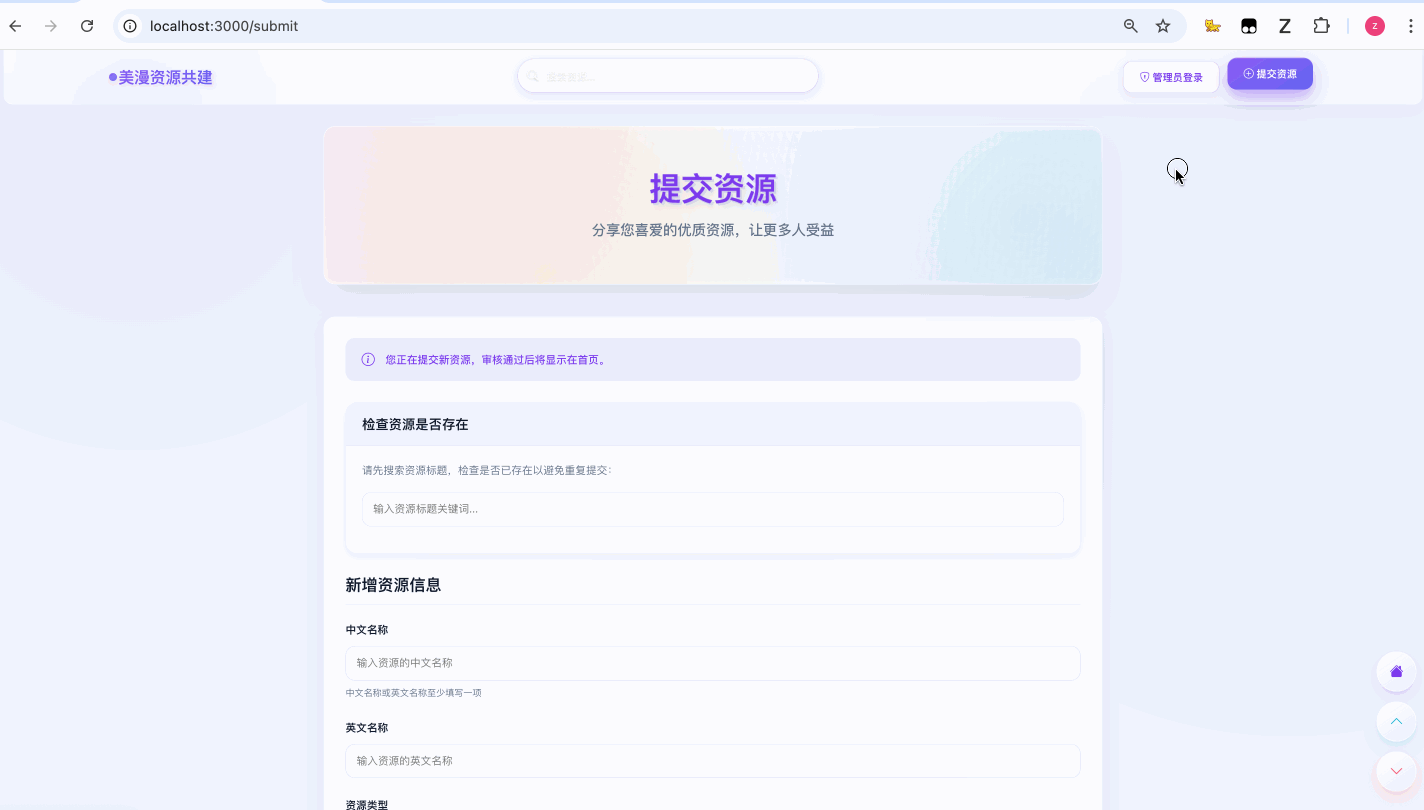 localhost:3000/submit
Z
z
美漫资源共建
管理员登录
提交资源
提交资源
分享您喜爱的优质资源，让更多人受益
您正在提交新资源，审核通过后将显示在首页。
检查资源是否存在
请先搜索资源标题，检查是否已存在以避免重复提交：
输入资源标题关键词...
新增资源信息
中文名称
输入资源的中文名称
中文名称或英文名称至少填写一项
英文名称
输入资源的英文名称
资源类型